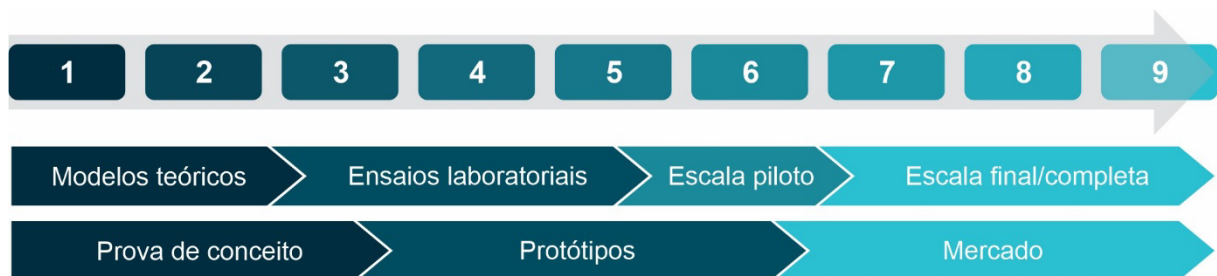 1 2 3 4 5 6 7 8 9
Modelos teóricos Ensaios laboratoriais Escala piloto Escala final/completa
Prova de conceito Protótipos Mercado